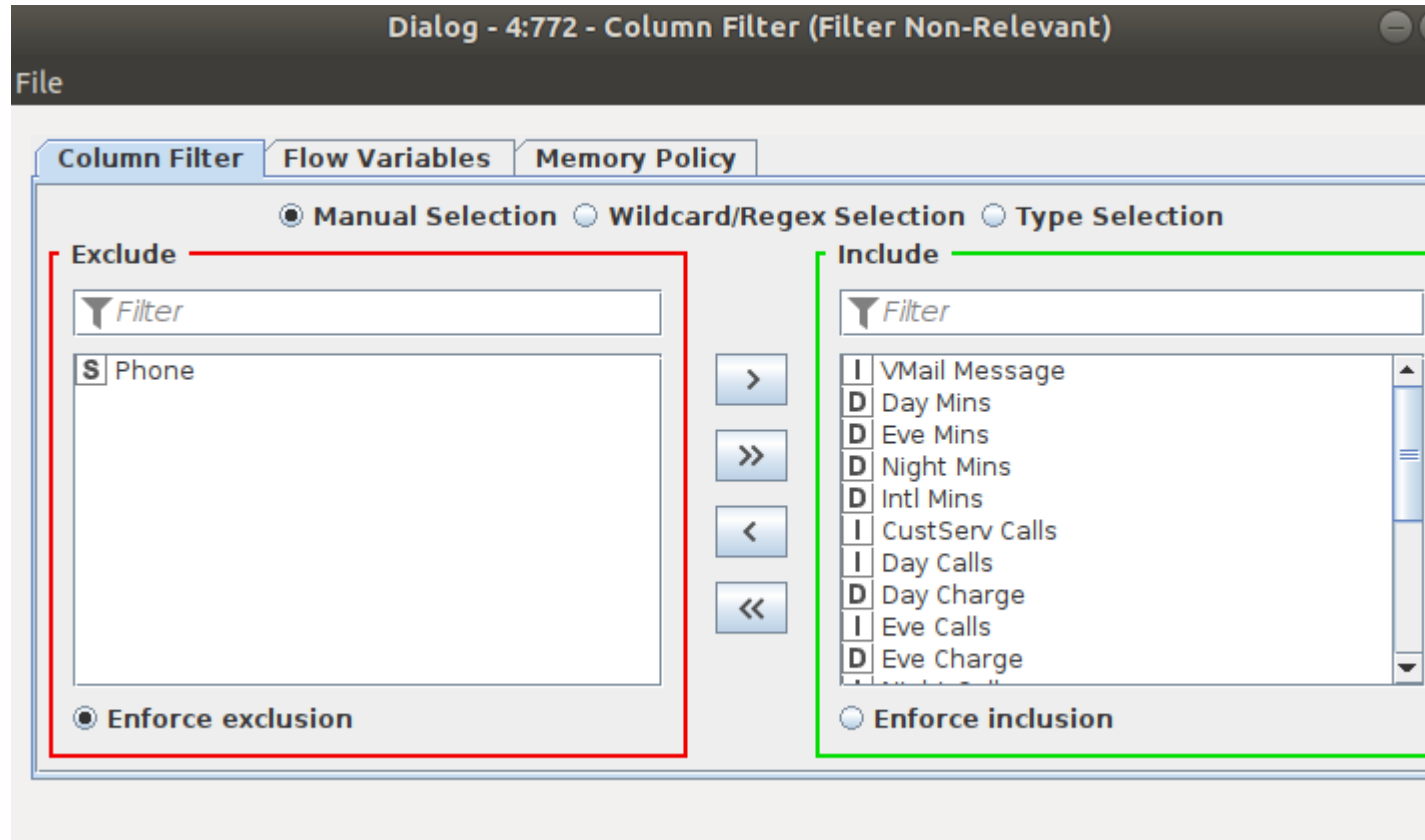 Dialog - 4:772 - Column Filter (Filter Non-Relevant)
File
Column Filter Flow Variables Memory Policy
Manual Selection Wildcard/Regex Selection Type Selection
Exclude
Filter
S Phone
Enforce exclusion
>
>>
<
<<
Include
Filter
I VMail Message
D Day Mins
D Eve Mins
D Night Mins
D Intl Mins
I CustServ Calls
I Day Calls
D Day Charge
I Eve Calls
D Eve Charge
Enforce inclusion